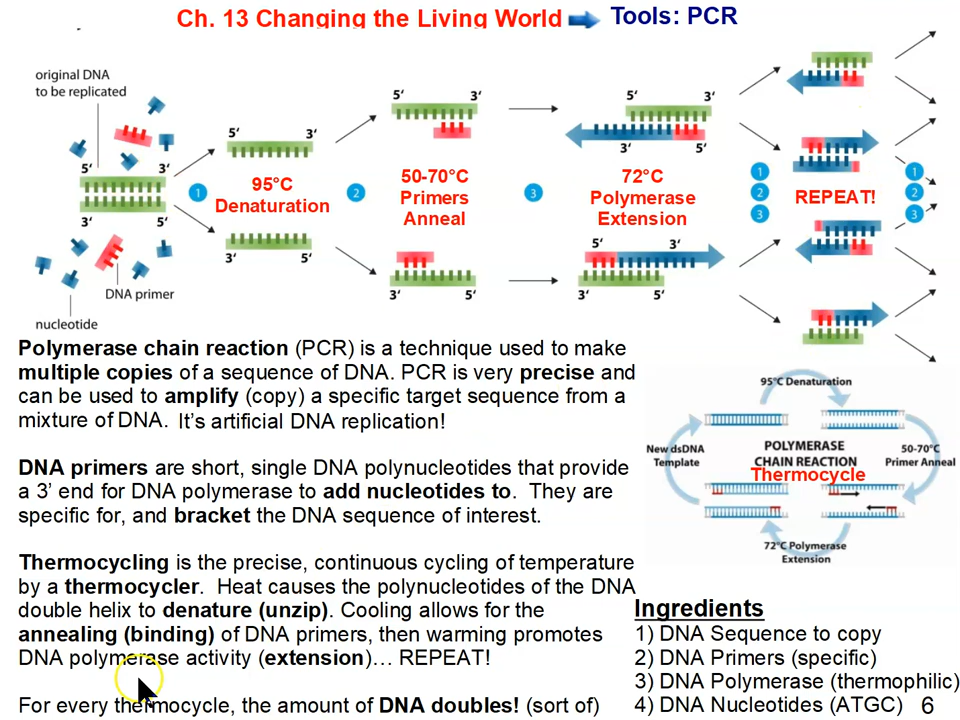 Ch. 13 Changing the Living World Tools: PCR
original DNA
to be replicated
5' 3'
3' 5'
DNA primer
nucleotide
1
5' 3'
95°C
Denaturation
3' 5'
2
5' 3'
50-70°C
Primers
Anneal
3' 5'
3
5' 3'
3' 5'
72°C
Polymerase
Extension
5' 3'
3' 5'
1
2
3
REPEAT!
1
2
3
Polymerase chain reaction (PCR) is a technique used to make
multiple copies of a sequence of DNA. PCR is very precise and
can be used to amplify (copy) a specific target sequence from a
mixture of DNA. It's artificial DNA replication!
DNA primers are short, single DNA polynucleotides that provide
a 3' end for DNA polymerase to add nucleotides to. They are
specific for, and bracket the DNA sequence of interest.
Thermocycling is the precise, continuous cycling of temperature
by a thermocycler. Heat causes the polynucleotides of the DNA
double helix to denature (unzip). Cooling allows for the
annealing (binding) of DNA primers, then warming promotes
DNA polymerase activity (extension)… REPEAT!
For every thermocycle, the amount of DNA doubles! (sort of)
95°C Denaturation
New dsDNA
Template
POLYMERASE
CHAIN REACTION
Thermocycle
50-70°C
Primer Anneal
72°C Polymerase
Extension
Ingredients
1) DNA Sequence to copy
2) DNA Primers (specific)
3) DNA Polymerase (thermophilic)
4) DNA Nucleotides (ATGC) 6